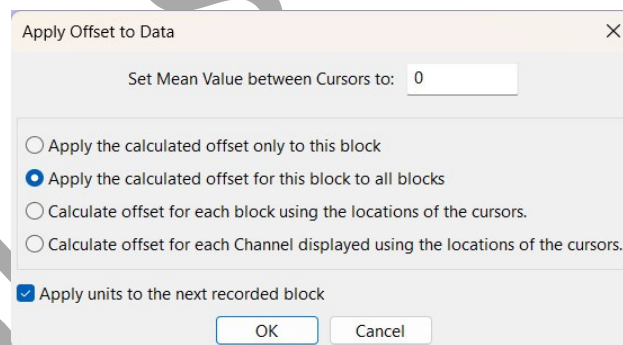 Apply Offset to Data
Set Mean Value between Cursors to: 0
Apply the calculated offset only to this block
Apply the calculated offset for this block to all blocks
Calculate offset for each block using the locations of the cursors.
Calculate offset for each Channel displayed using the locations of the cursors.
Apply units to the next recorded block
OK Cancel